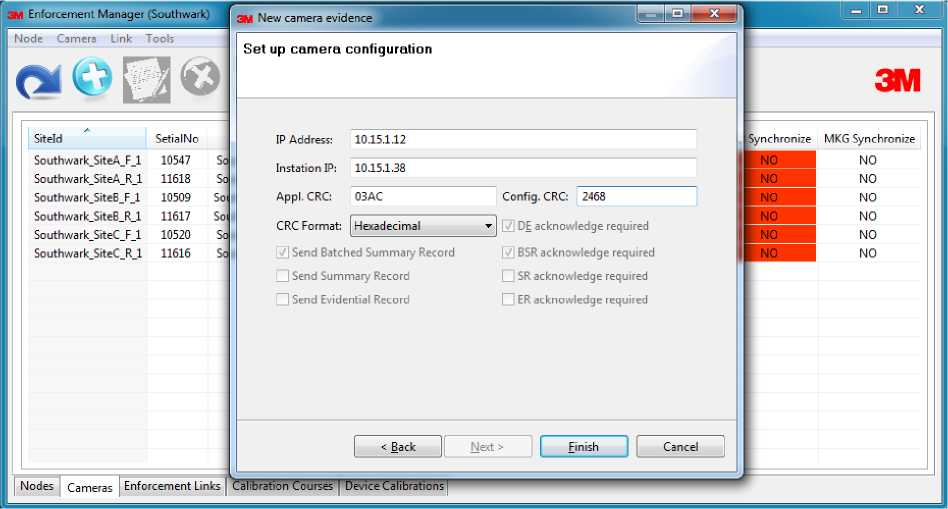 3M Enforcement Manager (Southwark)
Node Camera Link Tools
3M
SiteId SetialNo Synchronize MKG Synchronize
Southwark_SiteA_F_1 10547 Sou NO NO
Southwark_SiteA_R_1 11618 Sou NO NO
Southwark_SiteB_F_1 10509 Sou NO NO
Southwark_SiteB_R_1 11617 Sou NO NO
Southwark_SiteC_F_1 10520 Sou NO NO
Southwark_SiteC_R_1 11616 Sou NO NO
Nodes Cameras Enforcement Links Calibration Courses Device Calibrations
3M New camera evidence
Set up camera configuration
IP Address: 10.15.1.12
Instation IP: 10.15.1.38
Appl. CRC: 03AC Config. CRC: 2468
CRC Format: Hexadecimal DE acknowledge required
Send Batched Summary Record BSR acknowledge required
Send Summary Record SR acknowledge required
Send Evidential Record ER acknowledge required
< Back Next > Finish Cancel